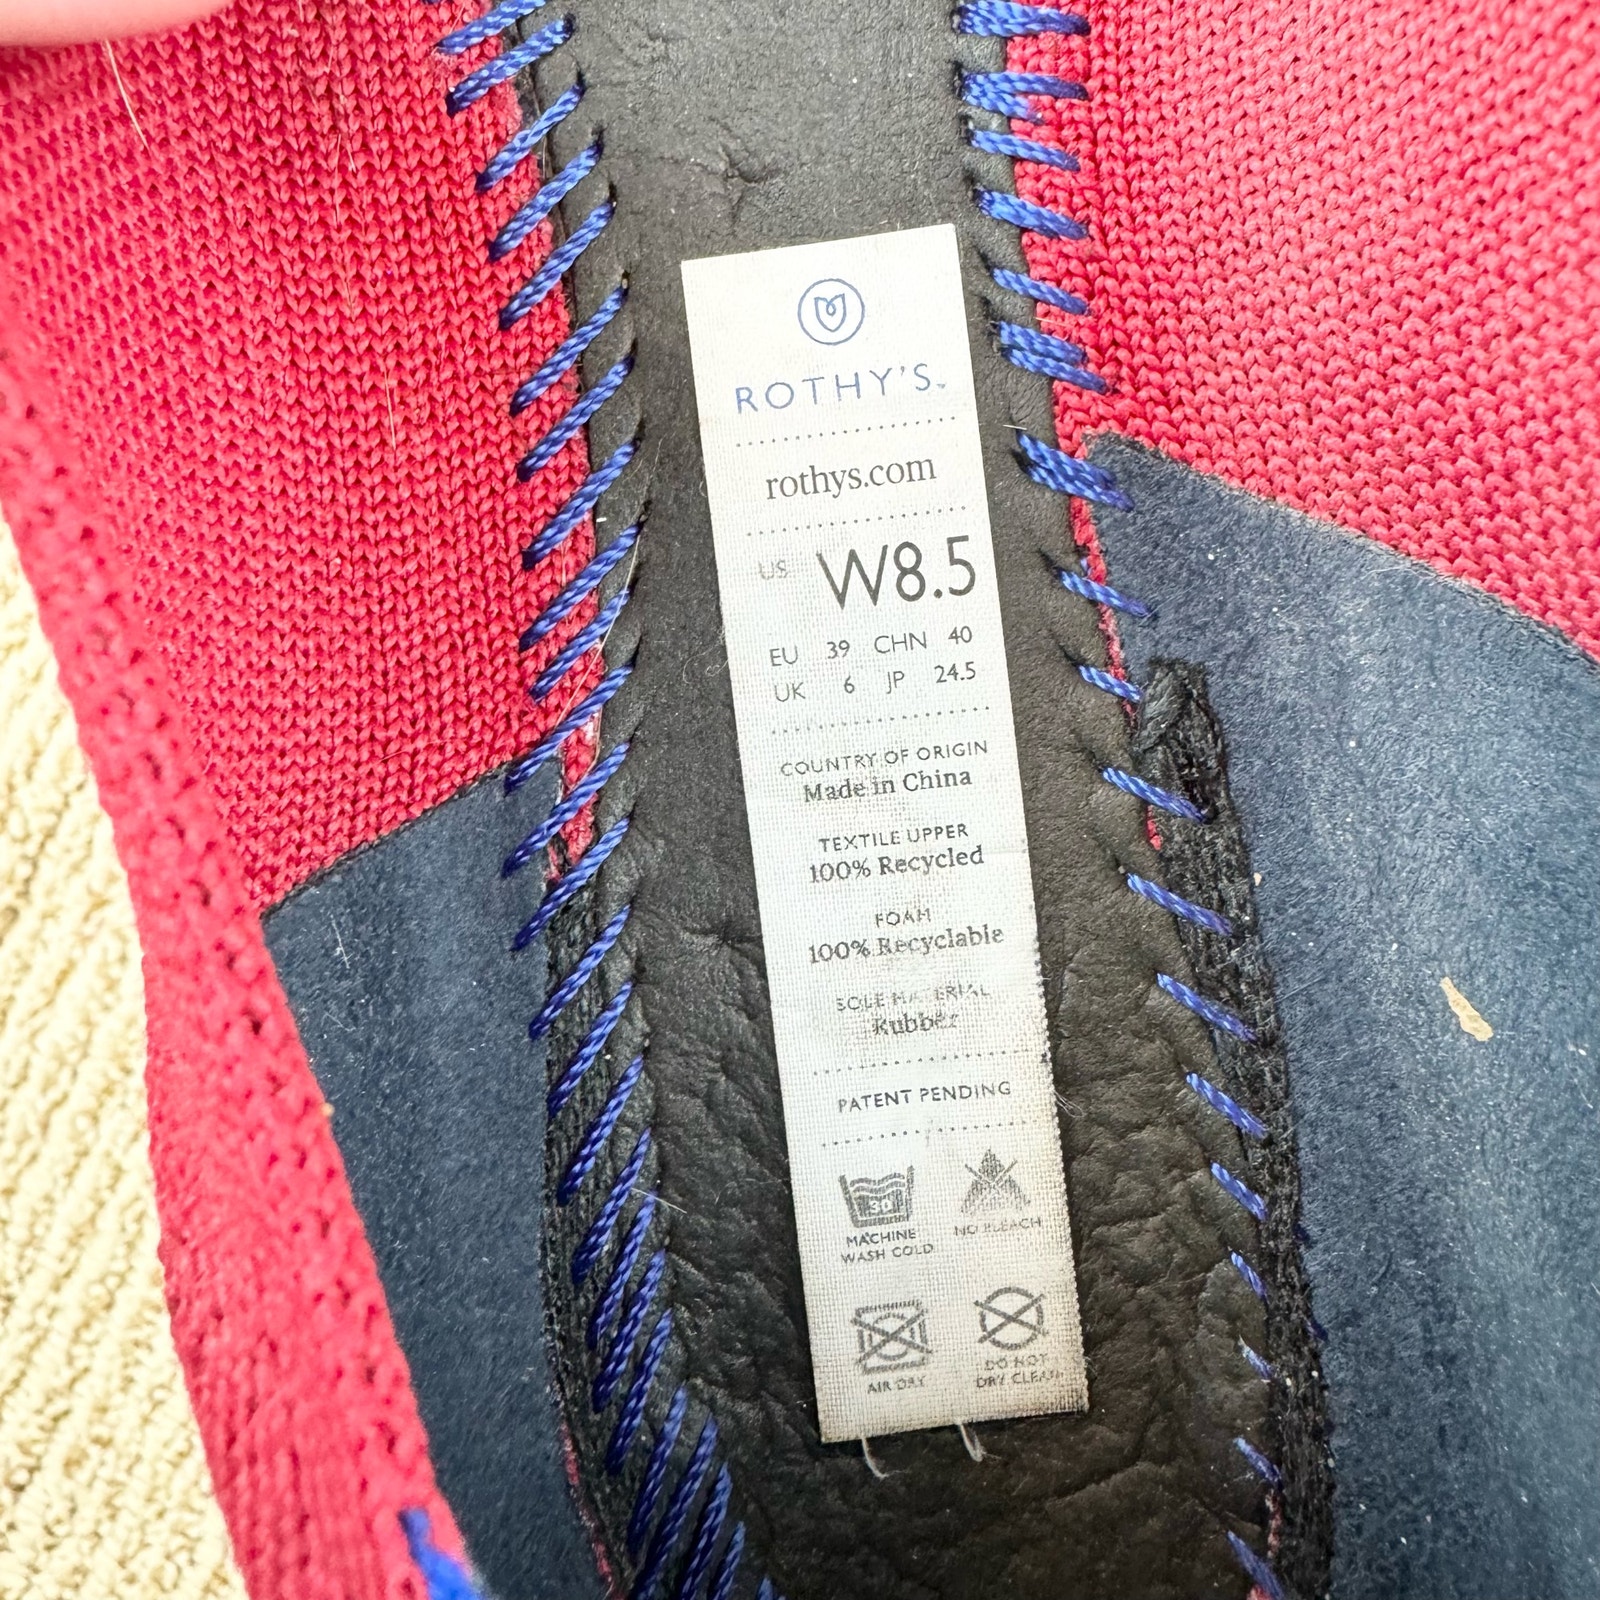 ROTHY'S™
rothys.com
US W8.5
EU 39 CHN 40
UK 6 JP 24.5
COUNTRY OF ORIGIN
Made in China
TEXTILE UPPER
100% Recycled
FOAM
100% Recyclable
SOLE MATERIAL
Rubber
PATENT PENDING
30
MACHINE
WASH COLD
NO BLEACH
AIR DRY
DO NOT
DRY CLEAN